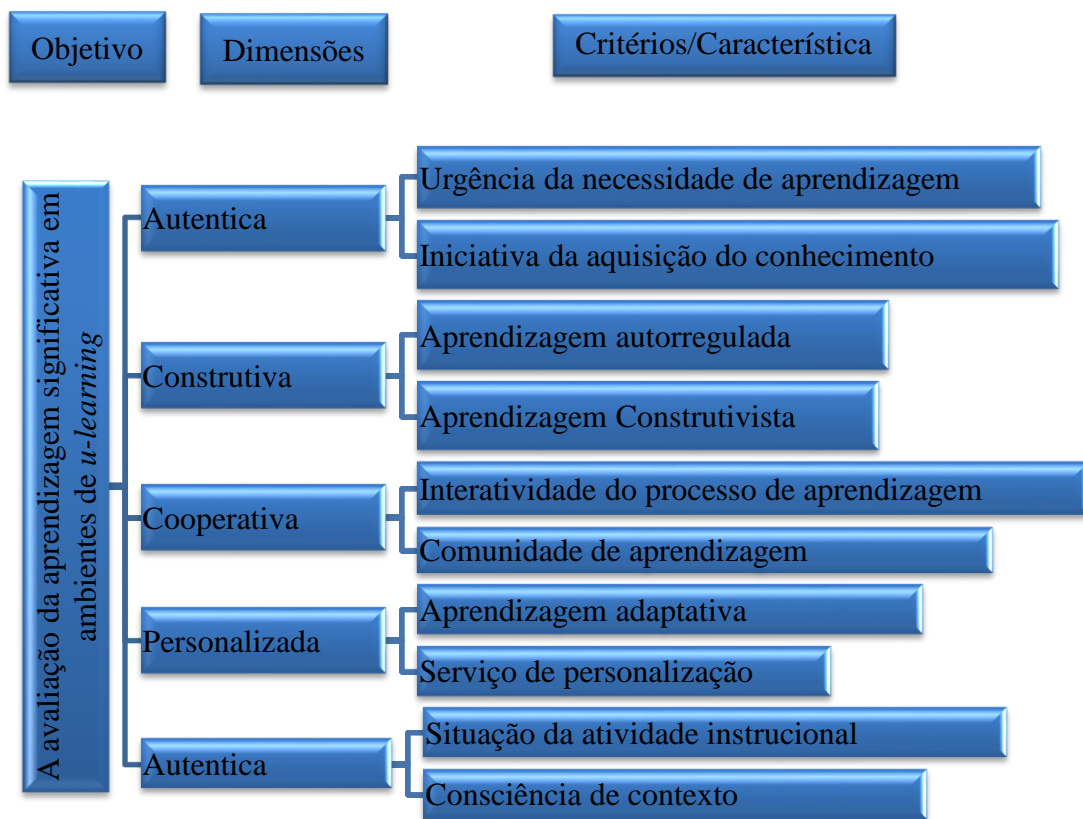 Objetivo
Dimensões
Critérios/Característica
A avaliação da aprendizagem significativa em
ambientes de u-learning
Autentica
Urgência da necessidade de aprendizagem
Iniciativa da aquisição do conhecimento
Construtiva
Aprendizagem autorregulada
Aprendizagem Construtivista
Cooperativa
Interatividade do processo de aprendizagem
Comunidade de aprendizagem
Personalizada
Aprendizagem adaptativa
Serviço de personalização
Autentica
Situação da atividade instrucional
Consciência de contexto